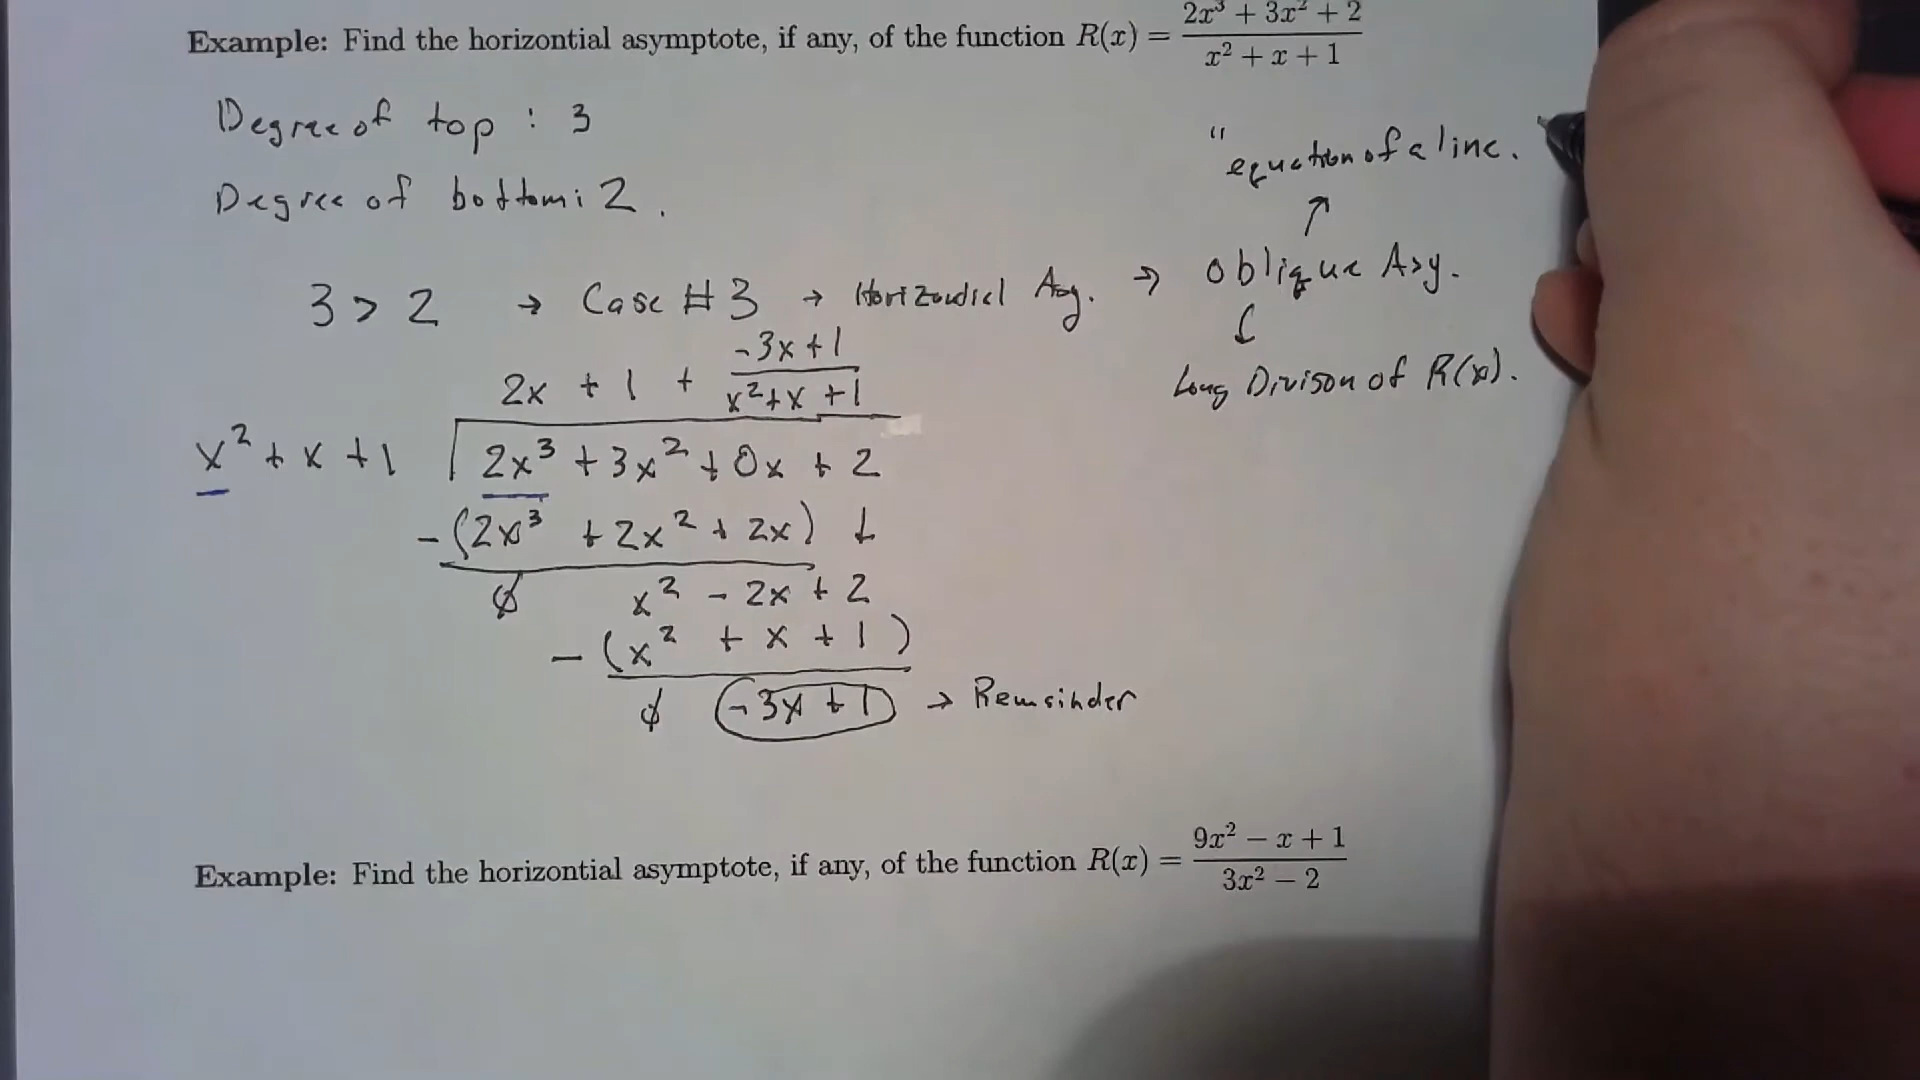 Example: Find the horizontial asymptote, if any, of the function R(x) = (2x³ + 3x² + 2)/(x² + x + 1)
Degree of top : 3
"equation of a line.
Degree of bottom: 2.
3 > 2 → Case #3 → Horizontial Asy. → Oblique Asy.
Long Divison of R(x).
2x + 1 + (-3x+1)/(x²+x+1)
x² + x + 1 2x³ + 3x² + 0x + 2
-(2x³ + 2x² + 2x) ↓
0 x² - 2x + 2
-(x² + x + 1)
0 -3x + 1 → Remainder
Example: Find the horizontial asymptote, if any, of the function R(x) = (9x² − x + 1)/(3x² − 2)